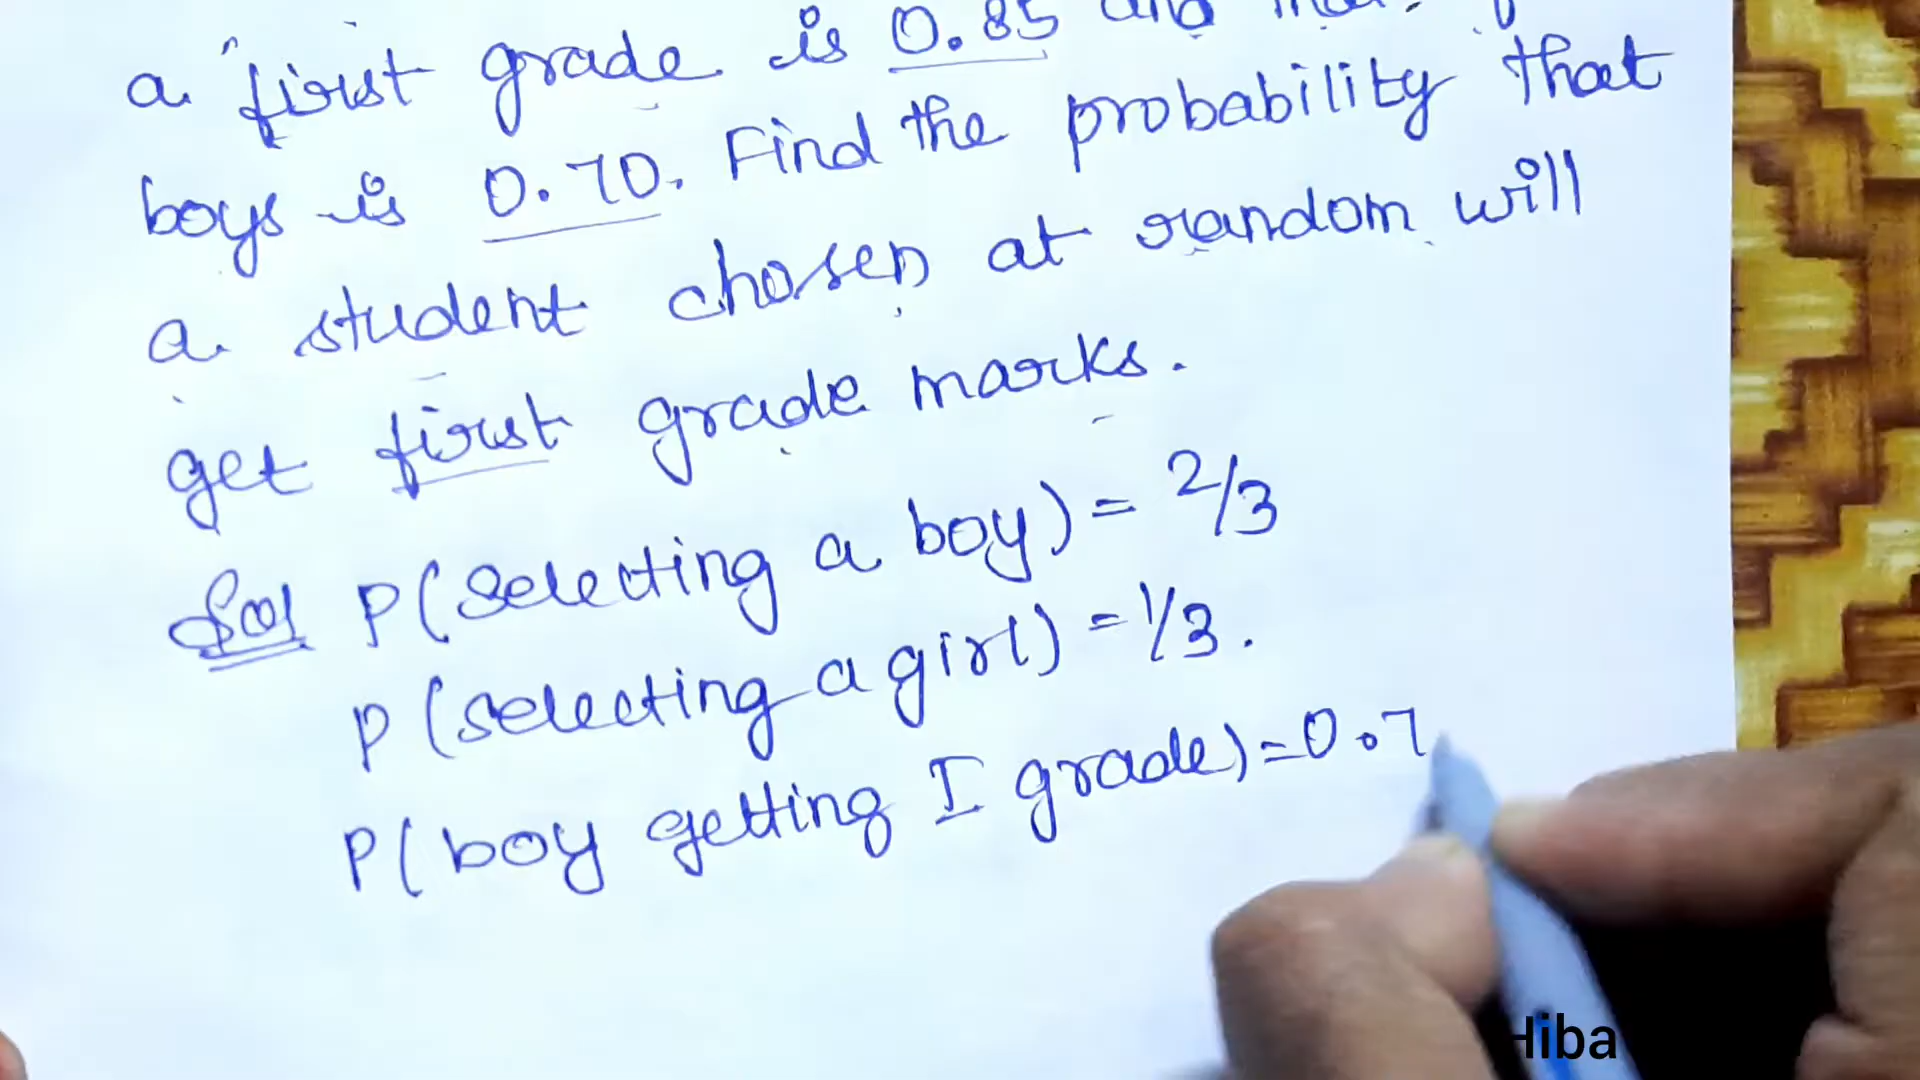 a first grade is 0.85 and
boys is 0.70. Find the probability that
a student chosen at random will
get first grade marks.
Sol P(selecting a boy) = 2/3
P(selecting a girl) = 1/3.
P(boy getting I grade) = 0.7
Hiba